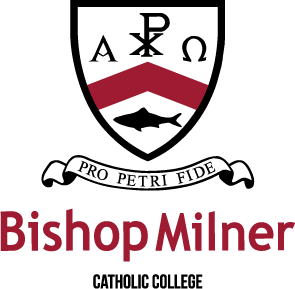 Α Ω
PRO PETRI FIDE
Bishop Milner
CATHOLIC COLLEGE